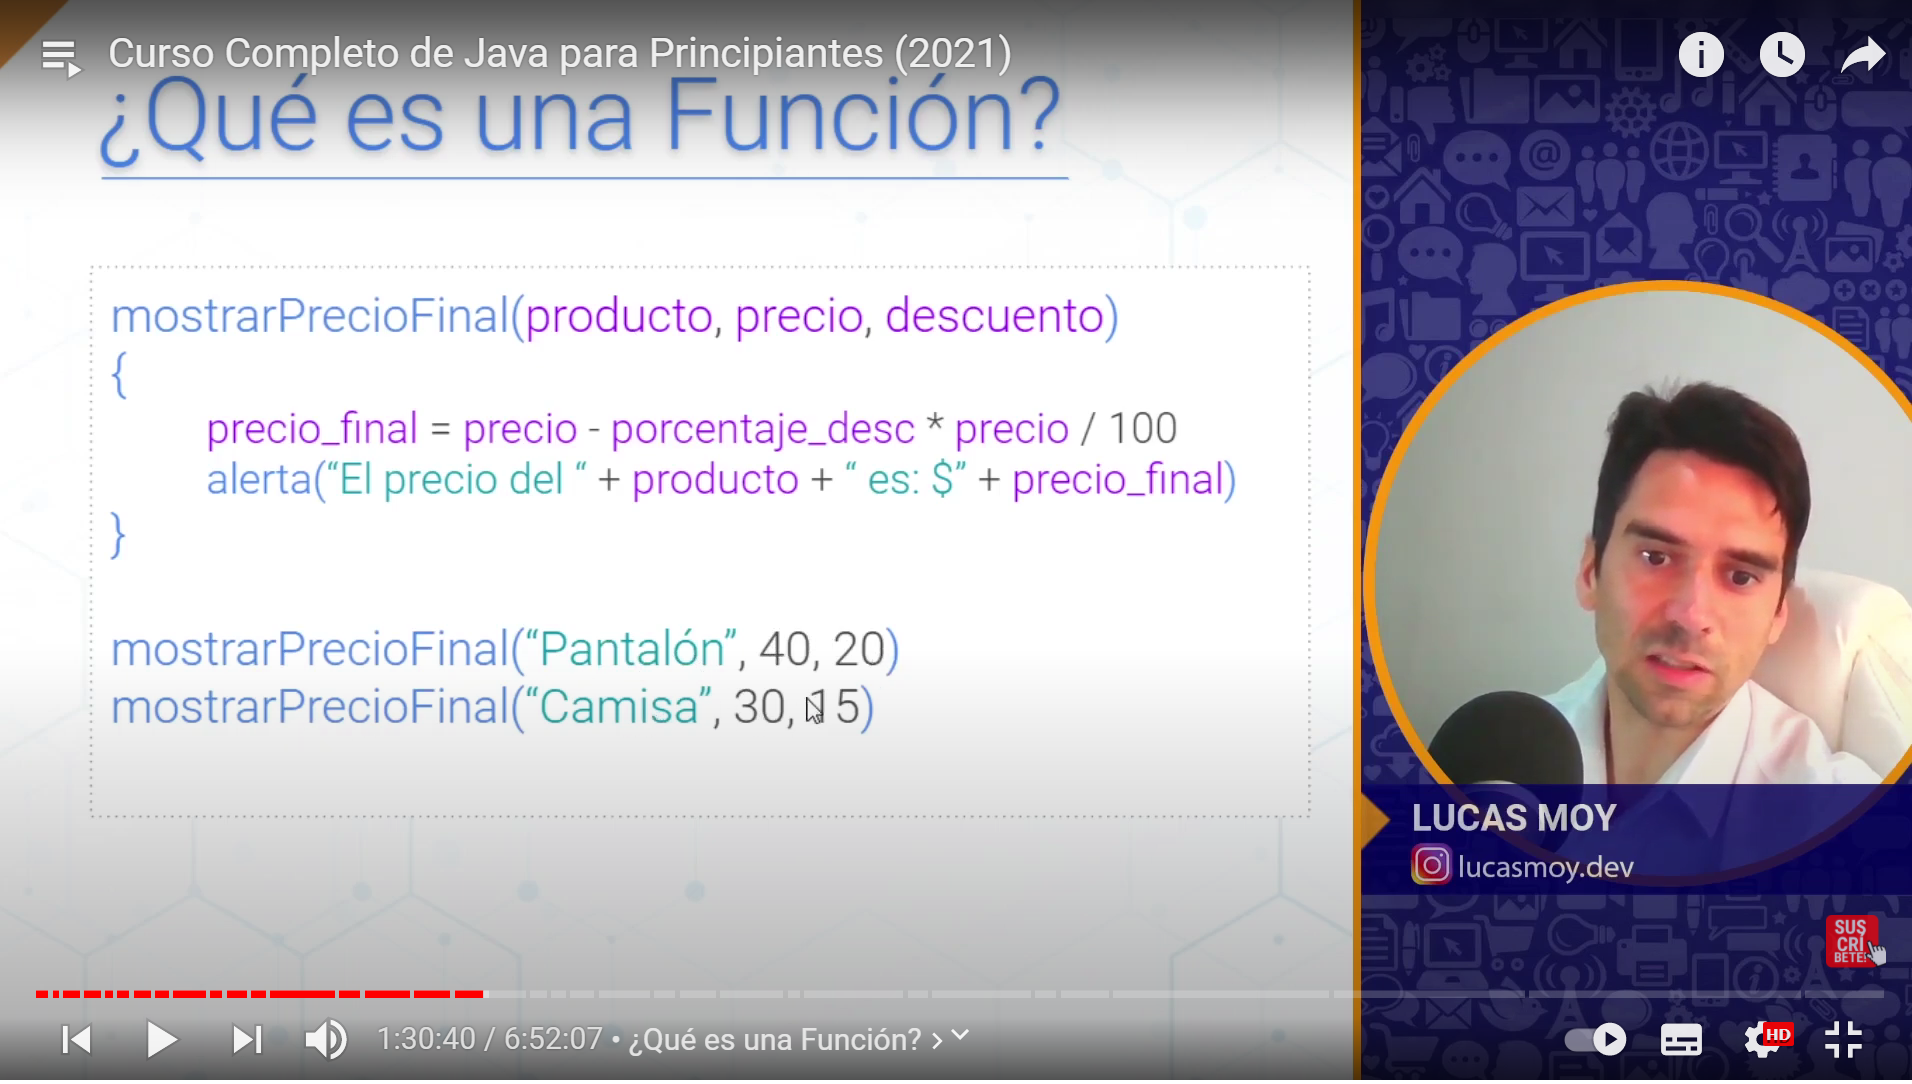 Curso Completo de Java para Principiantes (2021)
¿Qué es una Función?
mostrarPrecioFinal(producto, precio, descuento)
{
precio_final = precio - porcentaje_desc * precio / 100
alerta(“El precio del “ + producto + “ es: $” + precio_final)
}
mostrarPrecioFinal(“Pantalón”, 40, 20)
mostrarPrecioFinal(“Camisa”, 30, 15)
LUCAS MOY
lucasmoy.dev
SUS
CRÍ
BETE!
1:30:40 / 6:52:07 • ¿Qué es una Función? ›
HD